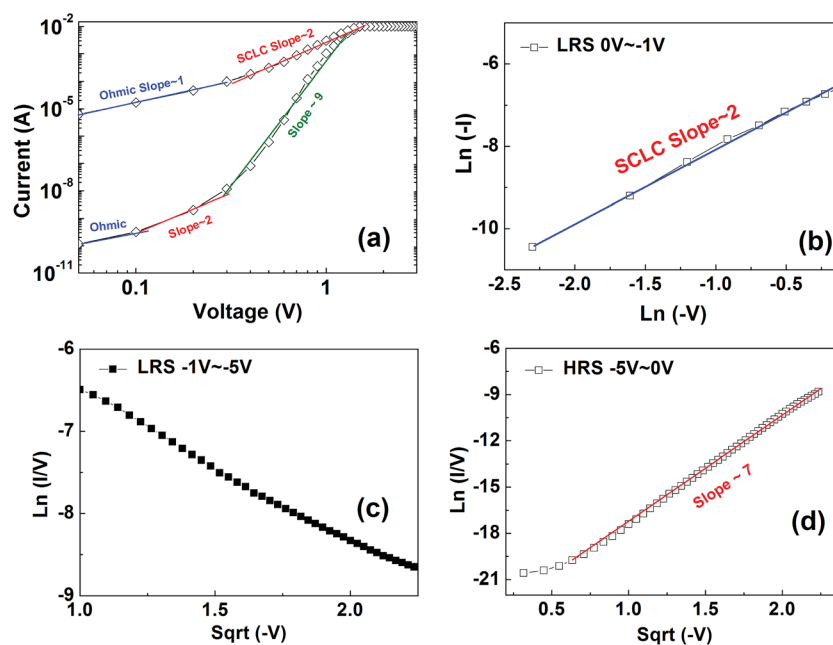 10⁻²
10⁻⁵
10⁻⁸
10⁻¹¹
Current (A)
0.1
1
Voltage (V)
Ohmic Slope~1
SCLC Slope~2
Slope~ 9
Ohmic
Slope~2
(a)
-6
-8
-10
Ln (-I)
-2.5
-2.0
-1.5
-1.0
-0.5
Ln (-V)
LRS 0V~-1V
SCLC Slope~2
(b)
-6
-7
-8
-9
Ln (I/V)
1.0
1.5
2.0
Sqrt (-V)
LRS -1V~-5V
(c)
-6
-9
-12
-15
-18
-21
Ln (I/V)
0.5
1.0
1.5
2.0
Sqrt (-V)
HRS -5V~0V
Slope ~ 7
(d)